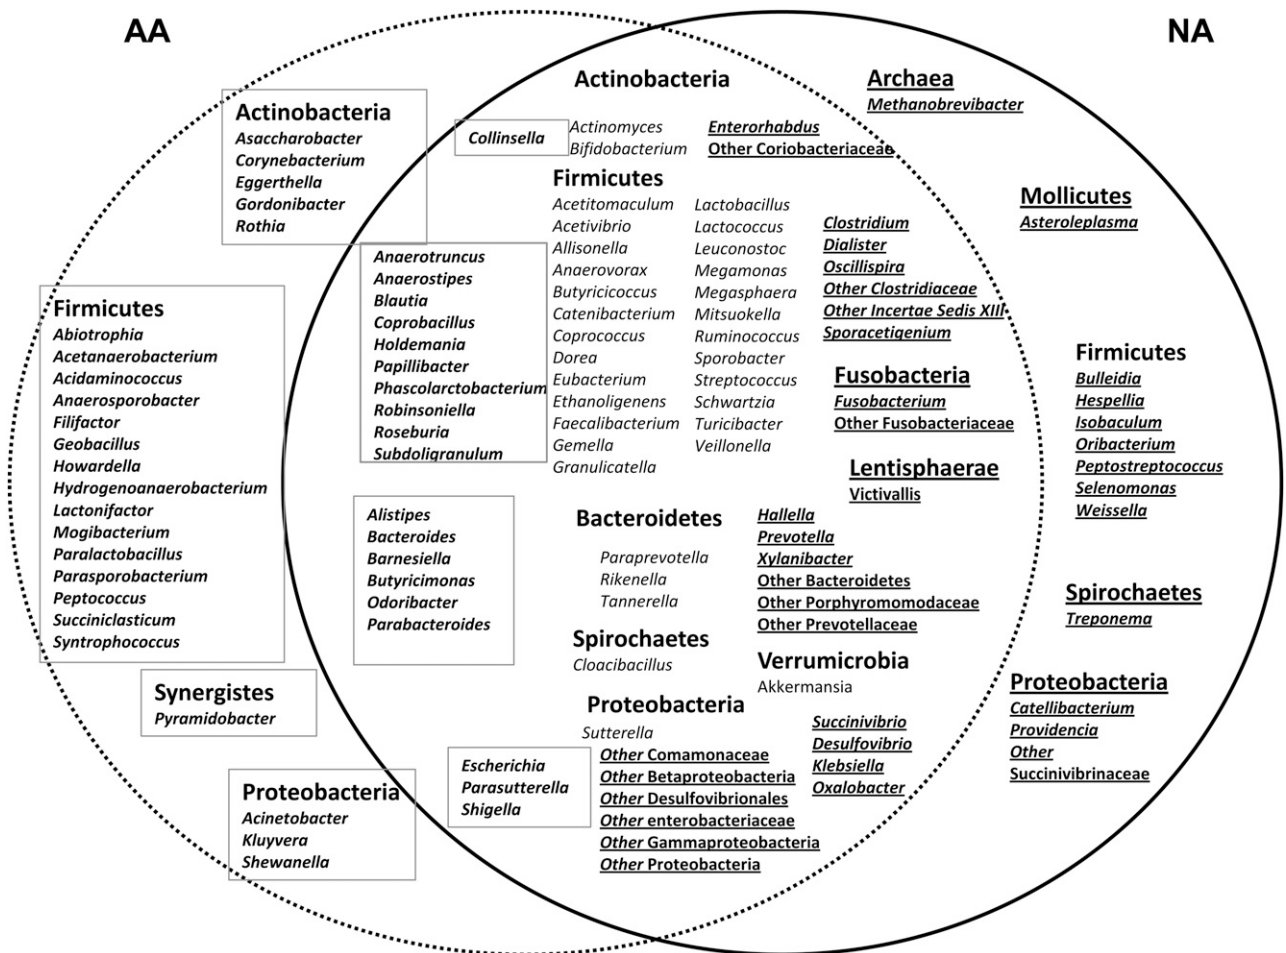 AA
NA
Actinobacteria
Asaccharobacter
Corynebacterium
Eggerthella
Gordonibacter
Rothia
Firmicutes
Abiotrophia
Acetanaerobacterium
Acidaminococcus
Anaerosporobacter
Filifactor
Geobacillus
Howardella
Hydrogenoanaerobacterium
Lactonifactor
Mogibacterium
Paralactobacillus
Parasporobacterium
Peptococcus
Succiniclasticum
Syntrophococcus
Synergistes
Pyramidobacter
Proteobacteria
Acinetobacter
Kluyvera
Shewanella
Actinobacteria
Collinsella
Actinomyces
Bifidobacterium
Enterorhabdus
Other Coriobacteriaceae
Firmicutes
Anaerotruncus
Anaerostipes
Blautia
Coprobacillus
Holdemania
Papillibacter
Phascolarctobacterium
Robinsoniella
Roseburia
Subdoligranulum
Acetitomaculum
Acetivibrio
Allisonella
Anaerovorax
Butyricicoccus
Catenibacterium
Coprococcus
Dorea
Eubacterium
Ethanoligenens
Faecalibacterium
Gemella
Granulicatella
Lactobacillus
Lactococcus
Leuconostoc
Megamonas
Megasphaera
Mitsuokella
Ruminococcus
Sporobacter
Streptococcus
Schwartzia
Turicibacter
Veillonella
Clostridium
Dialister
Oscillispira
Other Clostridiaceae
Other Incertae Sedis XIII
Sporacetigenium
Fusobacteria
Fusobacterium
Other Fusobacteriaceae
Lentisphaerae
Victivallis
Bacteroidetes
Alistipes
Bacteroides
Barnesiella
Butyricimonas
Odoribacter
Parabacteroides
Paraprevotella
Rikenella
Tannerella
Hallella
Prevotella
Xylanibacter
Other Bacteroidetes
Other Porphyromomodaceae
Other Prevotellaceae
Spirochaetes
Cloacibacillus
Verrumicrobia
Akkermansia
Proteobacteria
Sutterella
Escherichia
Parasutterella
Shigella
Other Comamonaceae
Other Betaproteobacteria
Other Desulfovibrionales
Other enterobacteriaceae
Other Gammaproteobacteria
Other Proteobacteria
Succinivibrio
Desulfovibrio
Klebsiella
Oxalobacter
Archaea
Methanobrevibacter
Mollicutes
Asteroleplasma
Firmicutes
Bulleidia
Hespellia
Isobaculum
Oribacterium
Peptostreptococcus
Selenomonas
Weissella
Spirochaetes
Treponema
Proteobacteria
Catellibacterium
Providencia
Other
Succinivibrinaceae